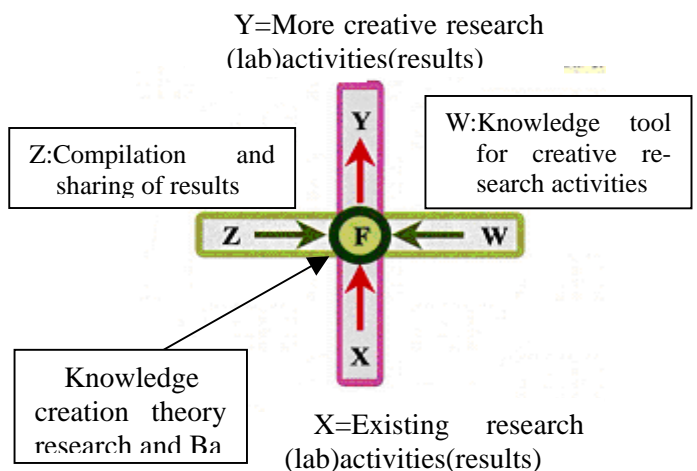 Y=More creative research
(lab)activities(results)
Z:Compilation and
sharing of results
W:Knowledge tool
for creative re-
search activities
Y
Z
F
W
X
Knowledge
creation theory
research and Ba
X=Existing research
(lab)activities(results)